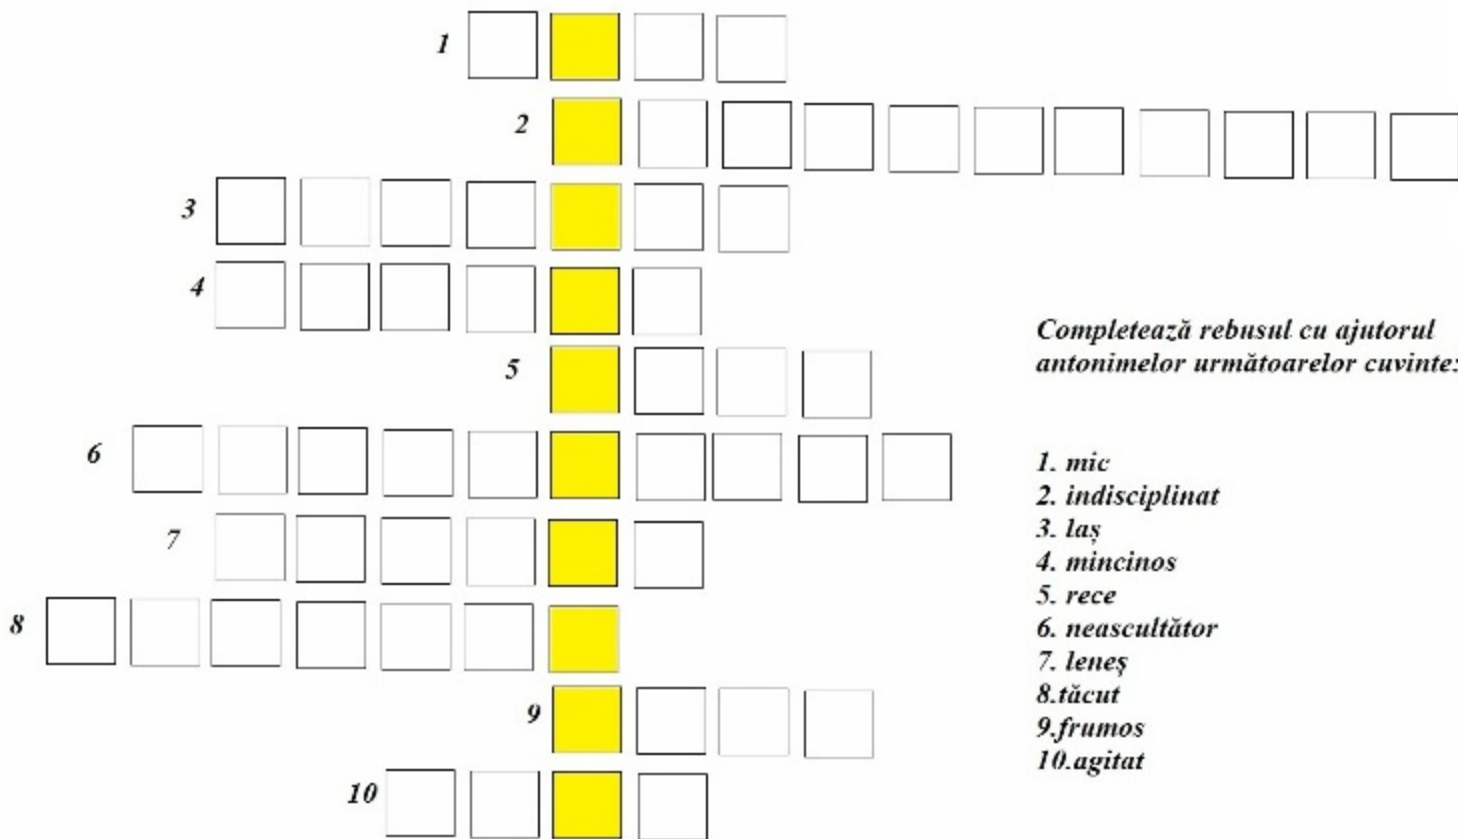 1
2
3
4
5
6
7
8
9
10
Completează rebusul cu ajutorul
antonimelor următoarelor cuvinte:
1. mic
2. indisciplinat
3. laș
4. mincinos
5. rece
6. neascultător
7. leneș
8.tăcut
9.frumos
10.agitat